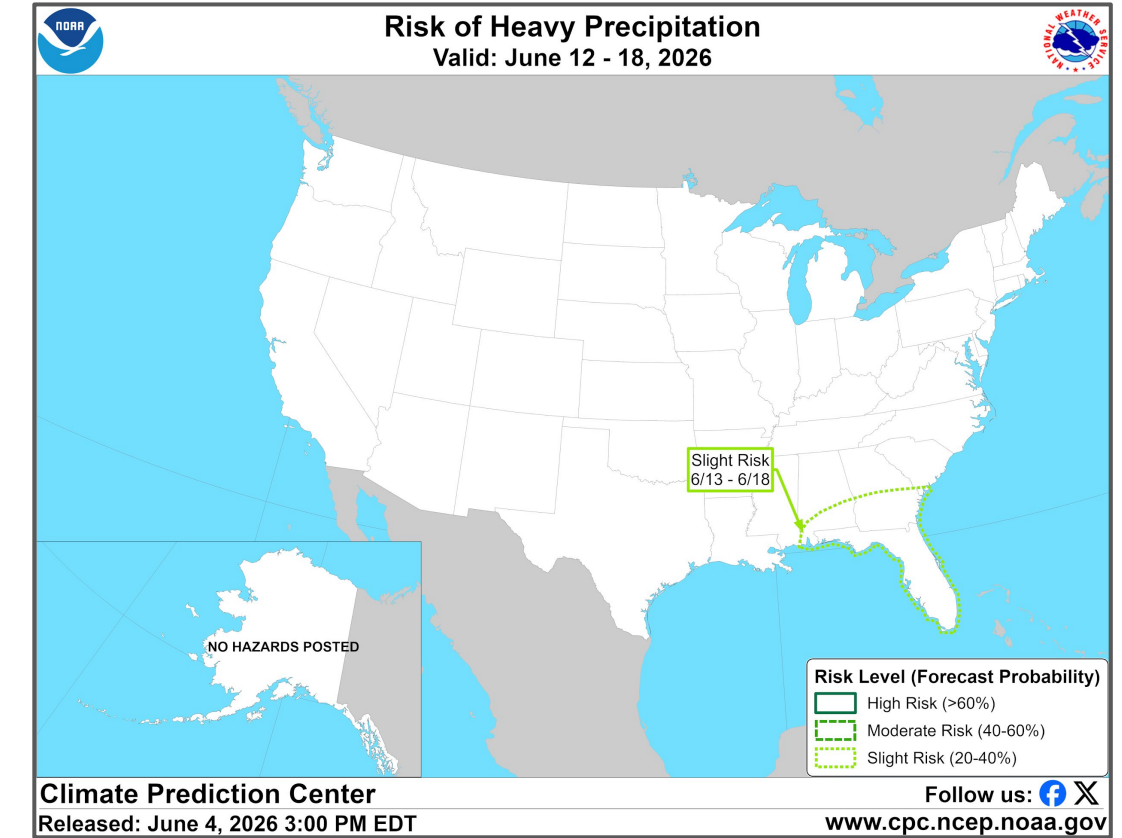 NOAA
Risk of Heavy Precipitation
Valid: June 12 - 18, 2026
NATIONAL WEATHER SERVICE
Slight Risk
6/13 - 6/18
NO HAZARDS POSTED
Risk Level (Forecast Probability)
High Risk (>60%)
Moderate Risk (40-60%)
Slight Risk (20-40%)
Climate Prediction Center
Follow us:
Released: June 4, 2026 3:00 PM EDT
www.cpc.ncep.noaa.gov